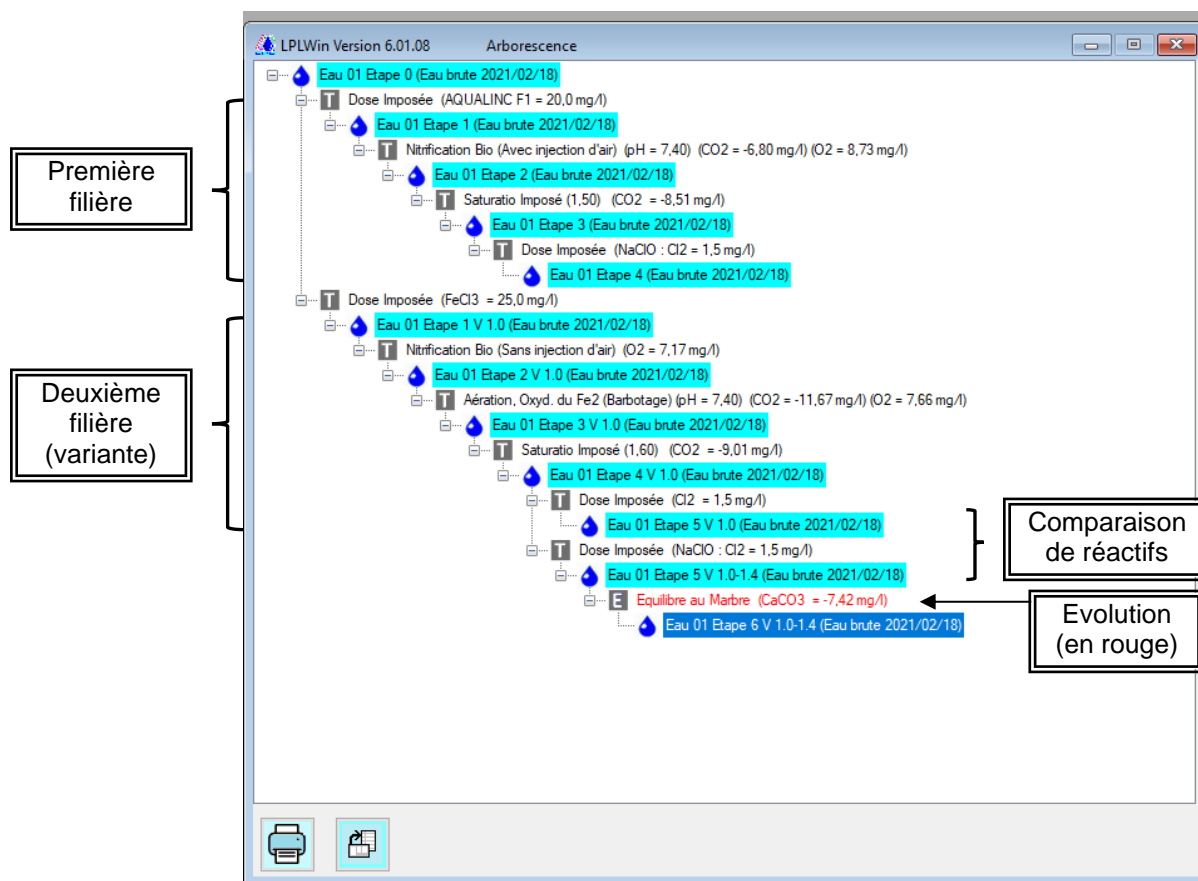 LPLWin Version 6.01.08 Arborescence
Eau 01 Etape 0 (Eau brute 2021/02/18)
T Dose Imposée (AQUALINC F1 = 20,0 mg/l)
Eau 01 Etape 1 (Eau brute 2021/02/18)
T Nitrification Bio (Avec injection d'air) (pH = 7,40) (CO2 = -6,80 mg/l) (O2 = 8,73 mg/l)
Eau 01 Etape 2 (Eau brute 2021/02/18)
T Saturatio Imposé (1,50) (CO2 = -8,51 mg/l)
Eau 01 Etape 3 (Eau brute 2021/02/18)
T Dose Imposée (NaClO : Cl2 = 1,5 mg/l)
Eau 01 Etape 4 (Eau brute 2021/02/18)
T Dose Imposée (FeCl3 = 25,0 mg/l)
Eau 01 Etape 1 V 1.0 (Eau brute 2021/02/18)
T Nitrification Bio (Sans injection d'air) (O2 = 7,17 mg/l)
Eau 01 Etape 2 V 1.0 (Eau brute 2021/02/18)
T Aération, Oxyd. du Fe2 (Barbotage) (pH = 7,40) (CO2 = -11,67 mg/l) (O2 = 7,66 mg/l)
Eau 01 Etape 3 V 1.0 (Eau brute 2021/02/18)
T Saturatio Imposé (1,60) (CO2 = -9,01 mg/l)
Eau 01 Etape 4 V 1.0 (Eau brute 2021/02/18)
T Dose Imposée (Cl2 = 1,5 mg/l)
Eau 01 Etape 5 V 1.0 (Eau brute 2021/02/18)
T Dose Imposée (NaClO : Cl2 = 1,5 mg/l)
Eau 01 Etape 5 V 1.0-1.4 (Eau brute 2021/02/18)
E Equilibre au Marbre (CaCO3 = -7,42 mg/l)
Eau 01 Etape 6 V 1.0-1.4 (Eau brute 2021/02/18)
Première
filière
Deuxième
filière
(variante)
Comparaison
de réactifs
Evolution
(en rouge)